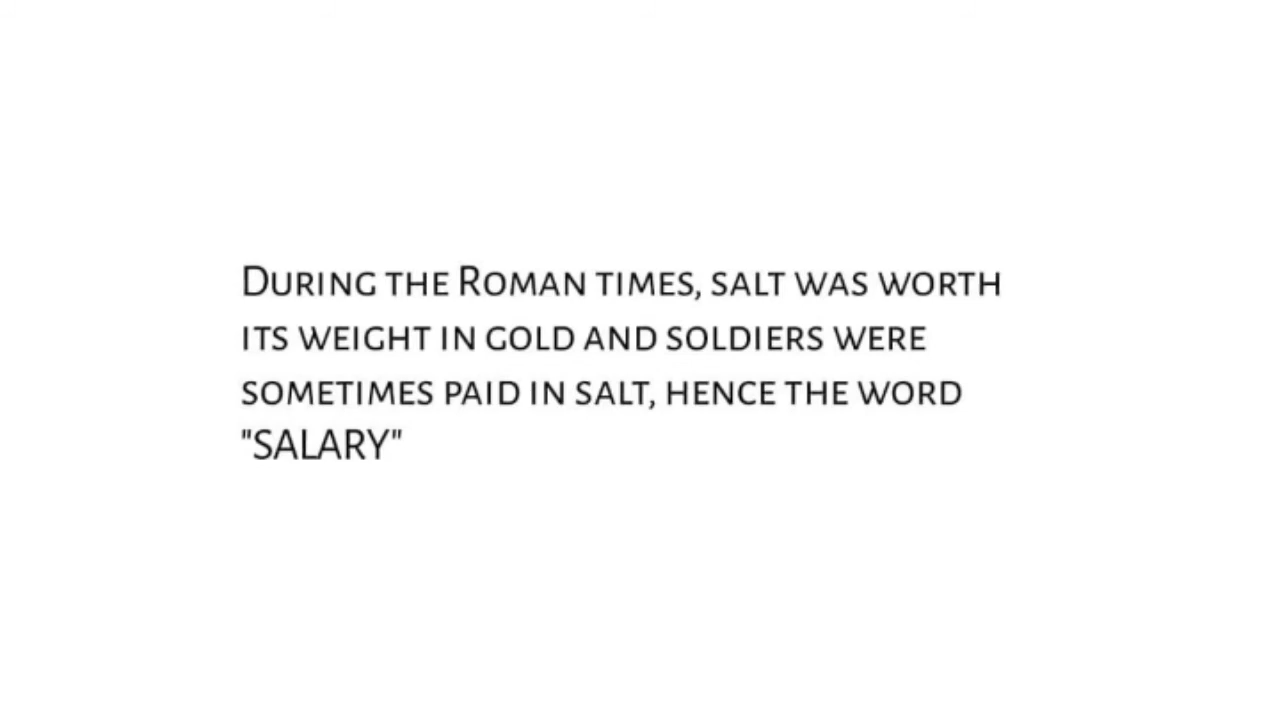 During the Roman times, salt was worth
its weight in gold and soldiers were
sometimes paid in salt, hence the word
"SALARY"